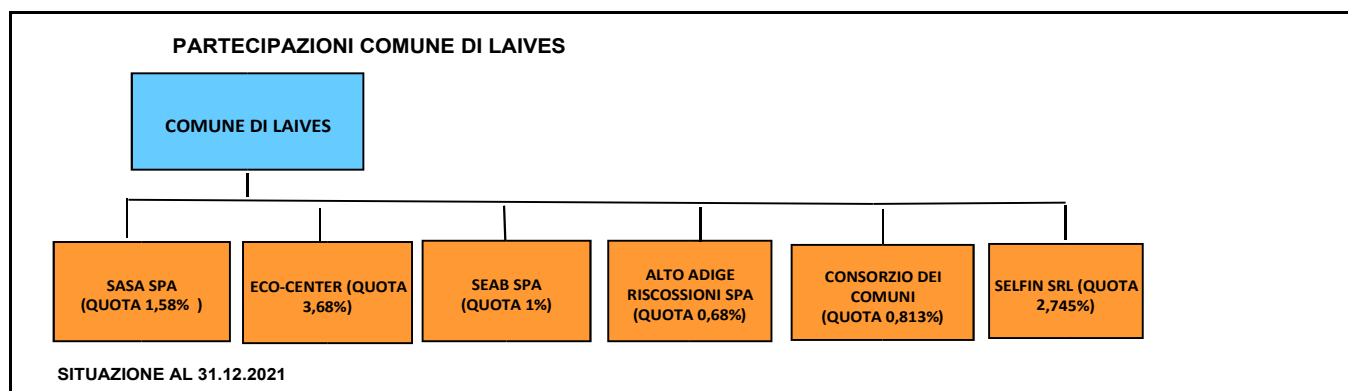 PARTECIPAZIONI COMUNE DI LAIVES
COMUNE DI LAIVES
SASA SPA
(QUOTA 1,58% )
ECO-CENTER (QUOTA
3,68%)
SEAB SPA
(QUOTA 1%)
ALTO ADIGE
RISCOSSIONI SPA
(QUOTA 0,68%)
CONSORZIO DEI
COMUNI
(QUOTA 0,813%)
SELFIN SRL (QUOTA
2,745%)
SITUAZIONE AL 31.12.2021